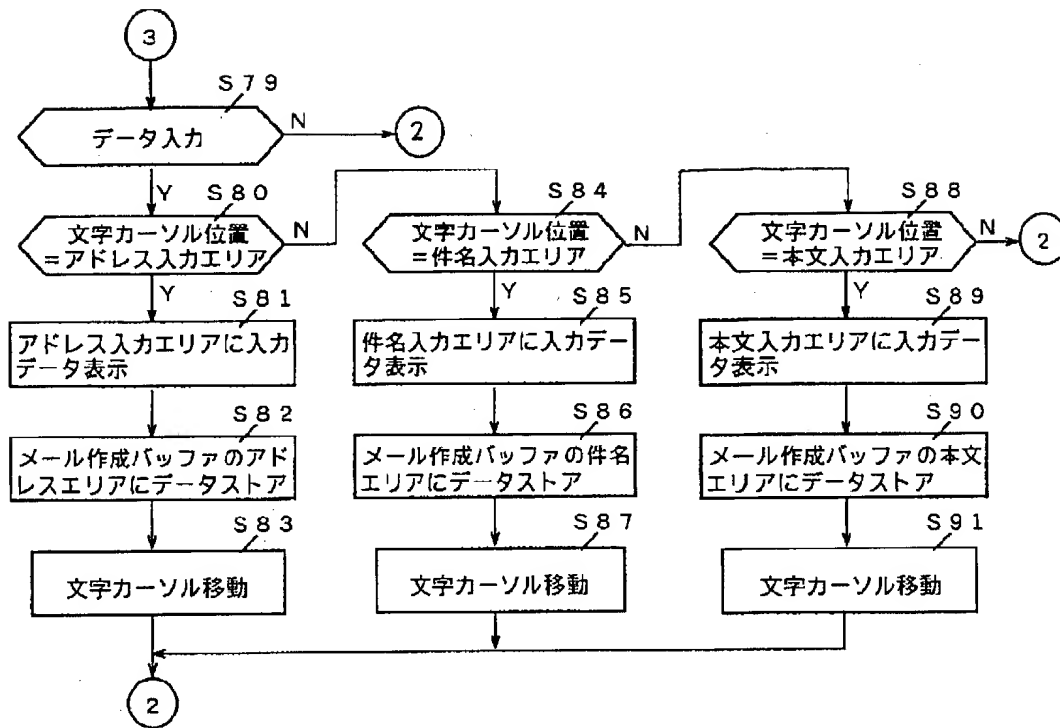 3
S79
データ入力
N
2
Y
S80
文字カーソル位置
=アドレス入力エリア
N
Y
S81
アドレス入力エリアに入力
データ表示
S82
メール作成バッファのアド
レスエリアにデータストア
S83
文字カーソル移動
S84
文字カーソル位置
=件名入力エリア
N
Y
S85
件名入力エリアに入力デー
タ表示
S86
メール作成バッファの件名
エリアにデータストア
S87
文字カーソル移動
S88
文字カーソル位置
=本文入力エリア
N
2
Y
S89
本文入力エリアに入力デー
タ表示
S90
メール作成バッファの本文
エリアにデータストア
S91
文字カーソル移動
2